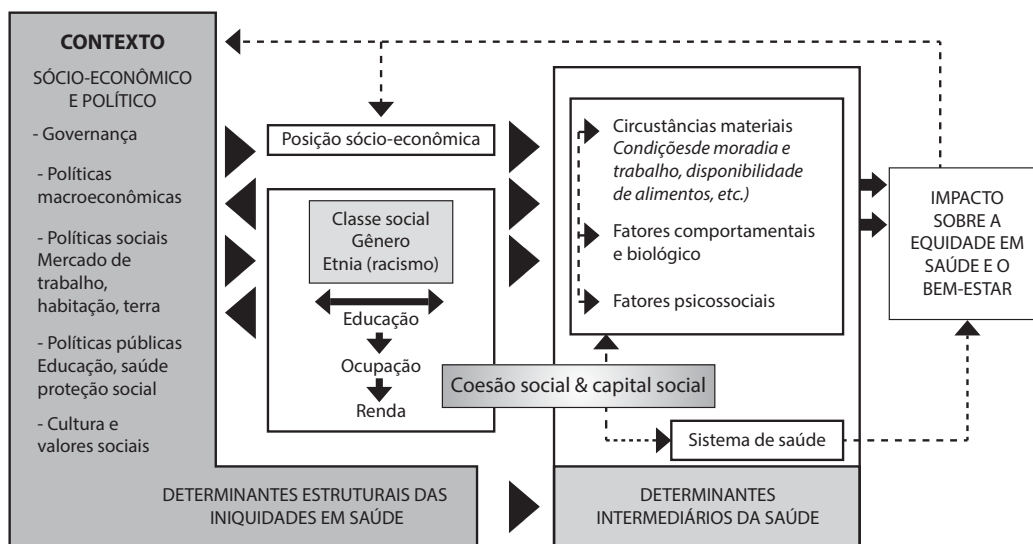 CONTEXTO
SÓCIO-ECONÔMICO
E POLÍTICO
- Governança
- Políticas
macroeconômicas
- Políticas sociais
Mercado de
trabalho,
habitação, terra
- Políticas públicas
Educação, saúde
proteção social
- Cultura e
valores sociais
Posição sócio-econômica
Classe social
Gênero
Etnia (racismo)
Educação
Ocupação
Renda
Coesão social & capital social
Circustâncias materiais
Condiçõesde moradia e
trabalho, disponibilidade
de alimentos, etc.)
Fatores comportamentais
e biológico
Fatores psicossociais
Sistema de saúde
IMPACTO
SOBRE A
EQUIDADE EM
SAÚDE E O
BEM-ESTAR
DETERMINANTES ESTRUTURAIS DAS
INIQUIDADES EM SAÚDE
DETERMINANTES
INTERMEDIÁRIOS DA SAÚDE